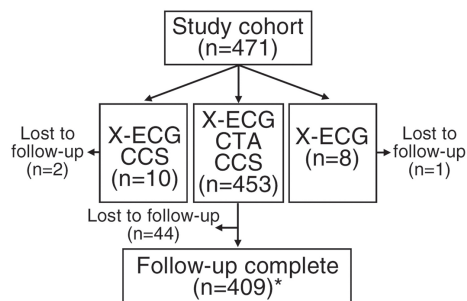 Study cohort
(n=471)
Lost to
follow-up
(n=2)
X-ECG
CCS
(n=10)
X-ECG
CTA
CCS
(n=453)
X-ECG
(n=8)
Lost to
follow-up
(n=1)
Lost to follow-up
(n=44)
Follow-up complete
(n=409)*